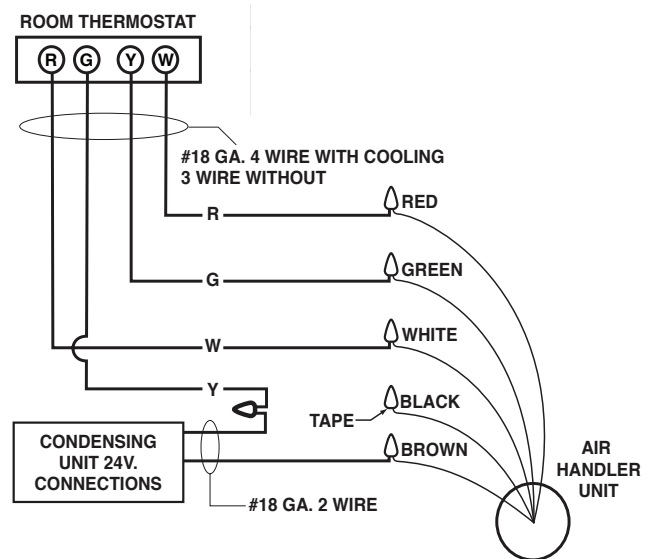 ROOM THERMOSTAT
R G Y W
#18 GA. 4 WIRE WITH COOLING
3 WIRE WITHOUT
R
RED
G
GREEN
W
WHITE
Y
TAPE
BLACK
BROWN
CONDENSING
UNIT 24V.
CONNECTIONS
#18 GA. 2 WIRE
AIR
HANDLER
UNIT